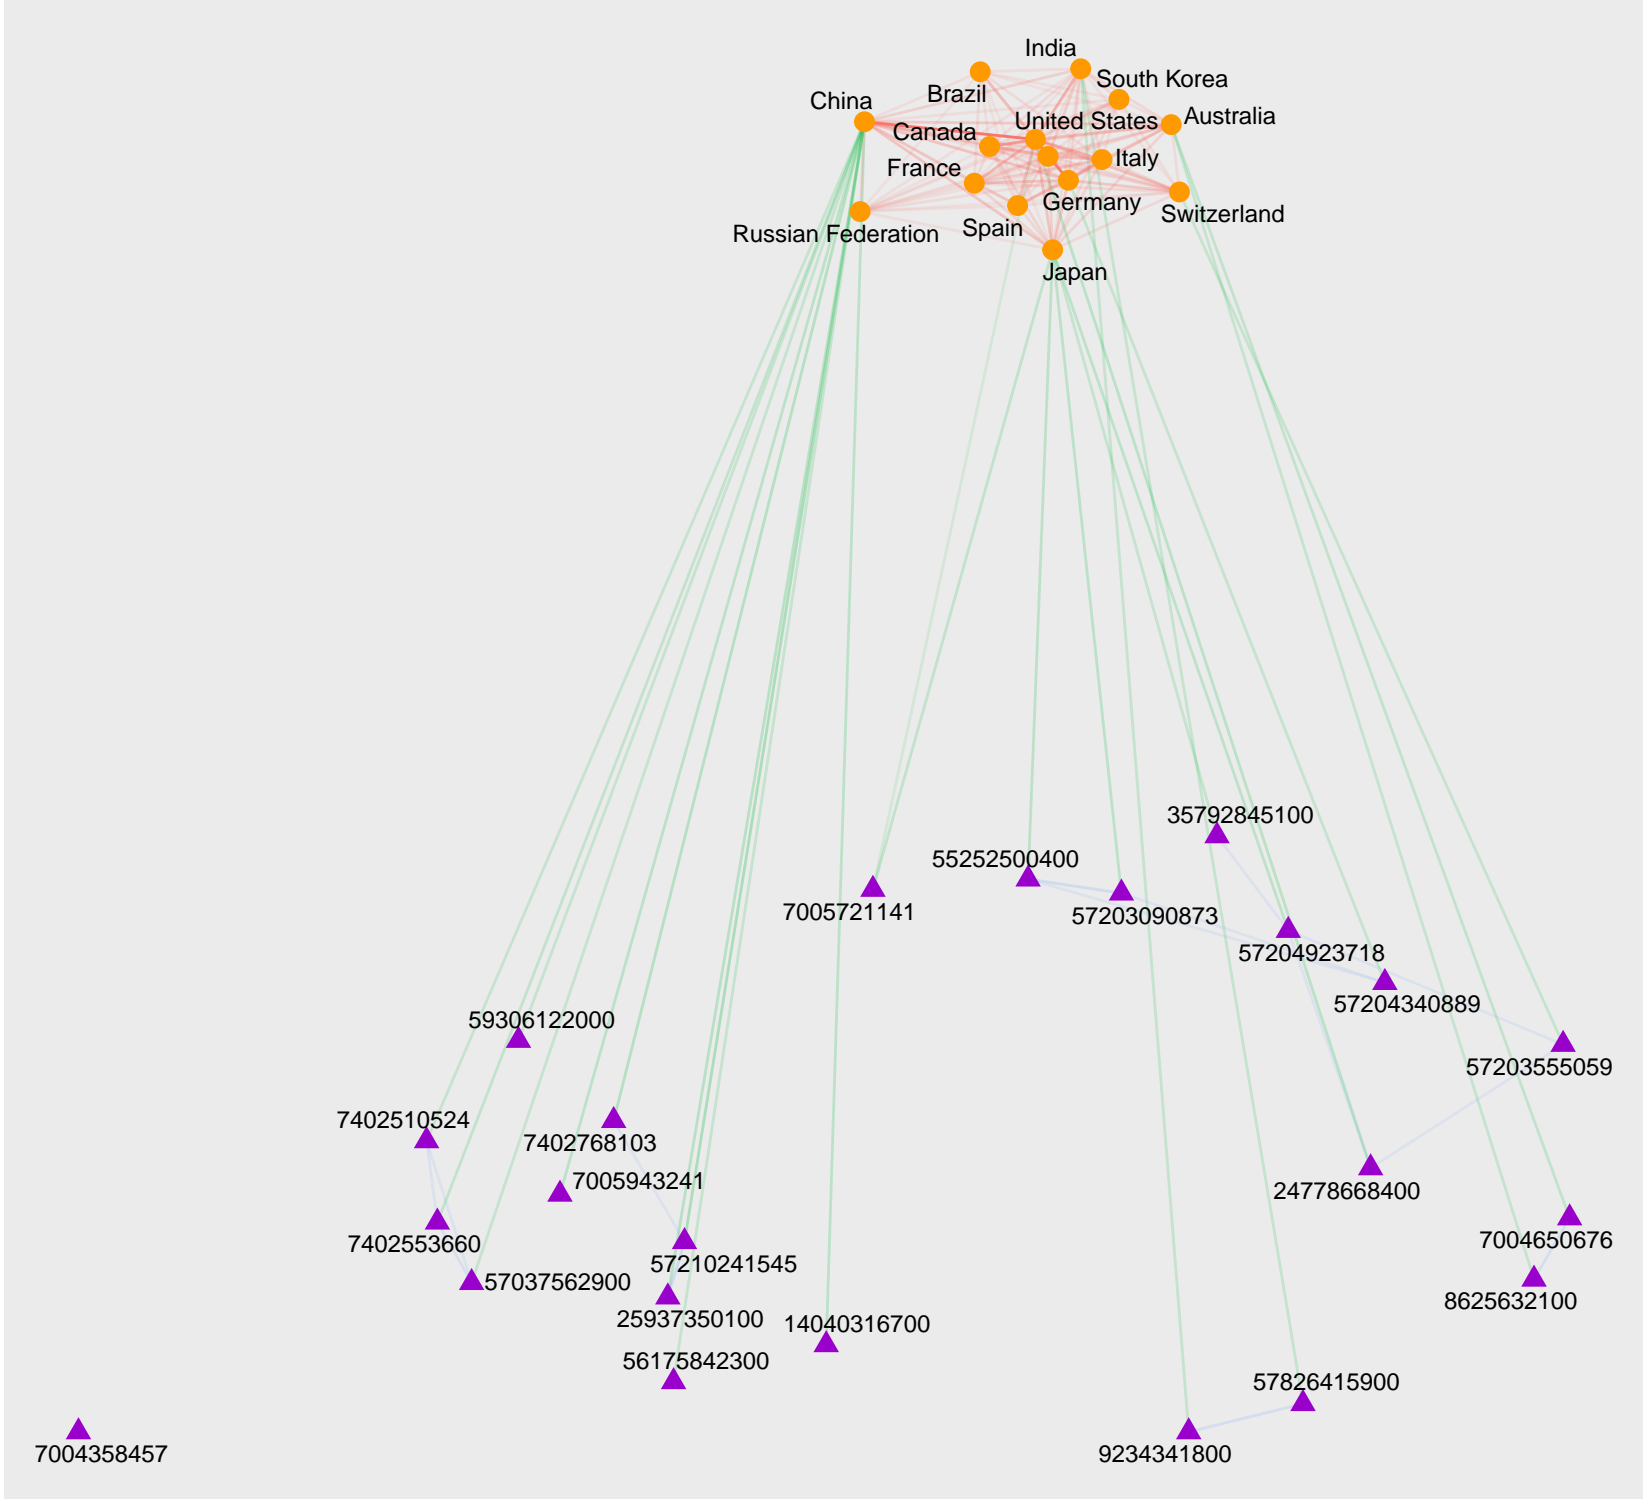 India
South Korea
Brazil
China
Australia
United States
Canada
Italy
France
Germany
Switzerland
Spain
Russian Federation
Japan
35792845100
55252500400
7005721141
57203090873
57204923718
57204340889
59306122000
57203555059
7402510524
7402768103
7005943241
24778668400
7402553660
7004650676
57210241545
57037562900
8625632100
25937350100
14040316700
56175842300
57826415900
7004358457
9234341800